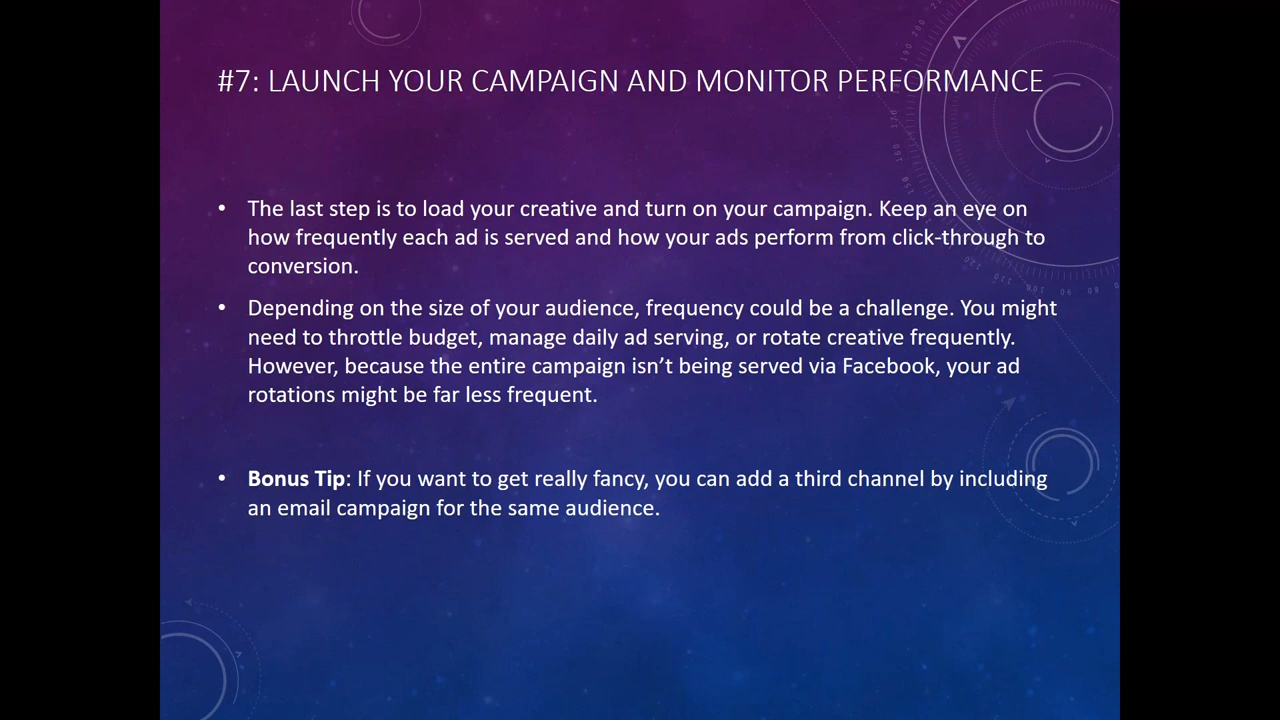 #7: LAUNCH YOUR CAMPAIGN AND MONITOR PERFORMANCE
• The last step is to load your creative and turn on your campaign. Keep an eye on
how frequently each ad is served and how your ads perform from click-through to
conversion.
• Depending on the size of your audience, frequency could be a challenge. You might
need to throttle budget, manage daily ad serving, or rotate creative frequently.
However, because the entire campaign isn’t being served via Facebook, your ad
rotations might be far less frequent.
• Bonus Tip: If you want to get really fancy, you can add a third channel by including
an email campaign for the same audience.